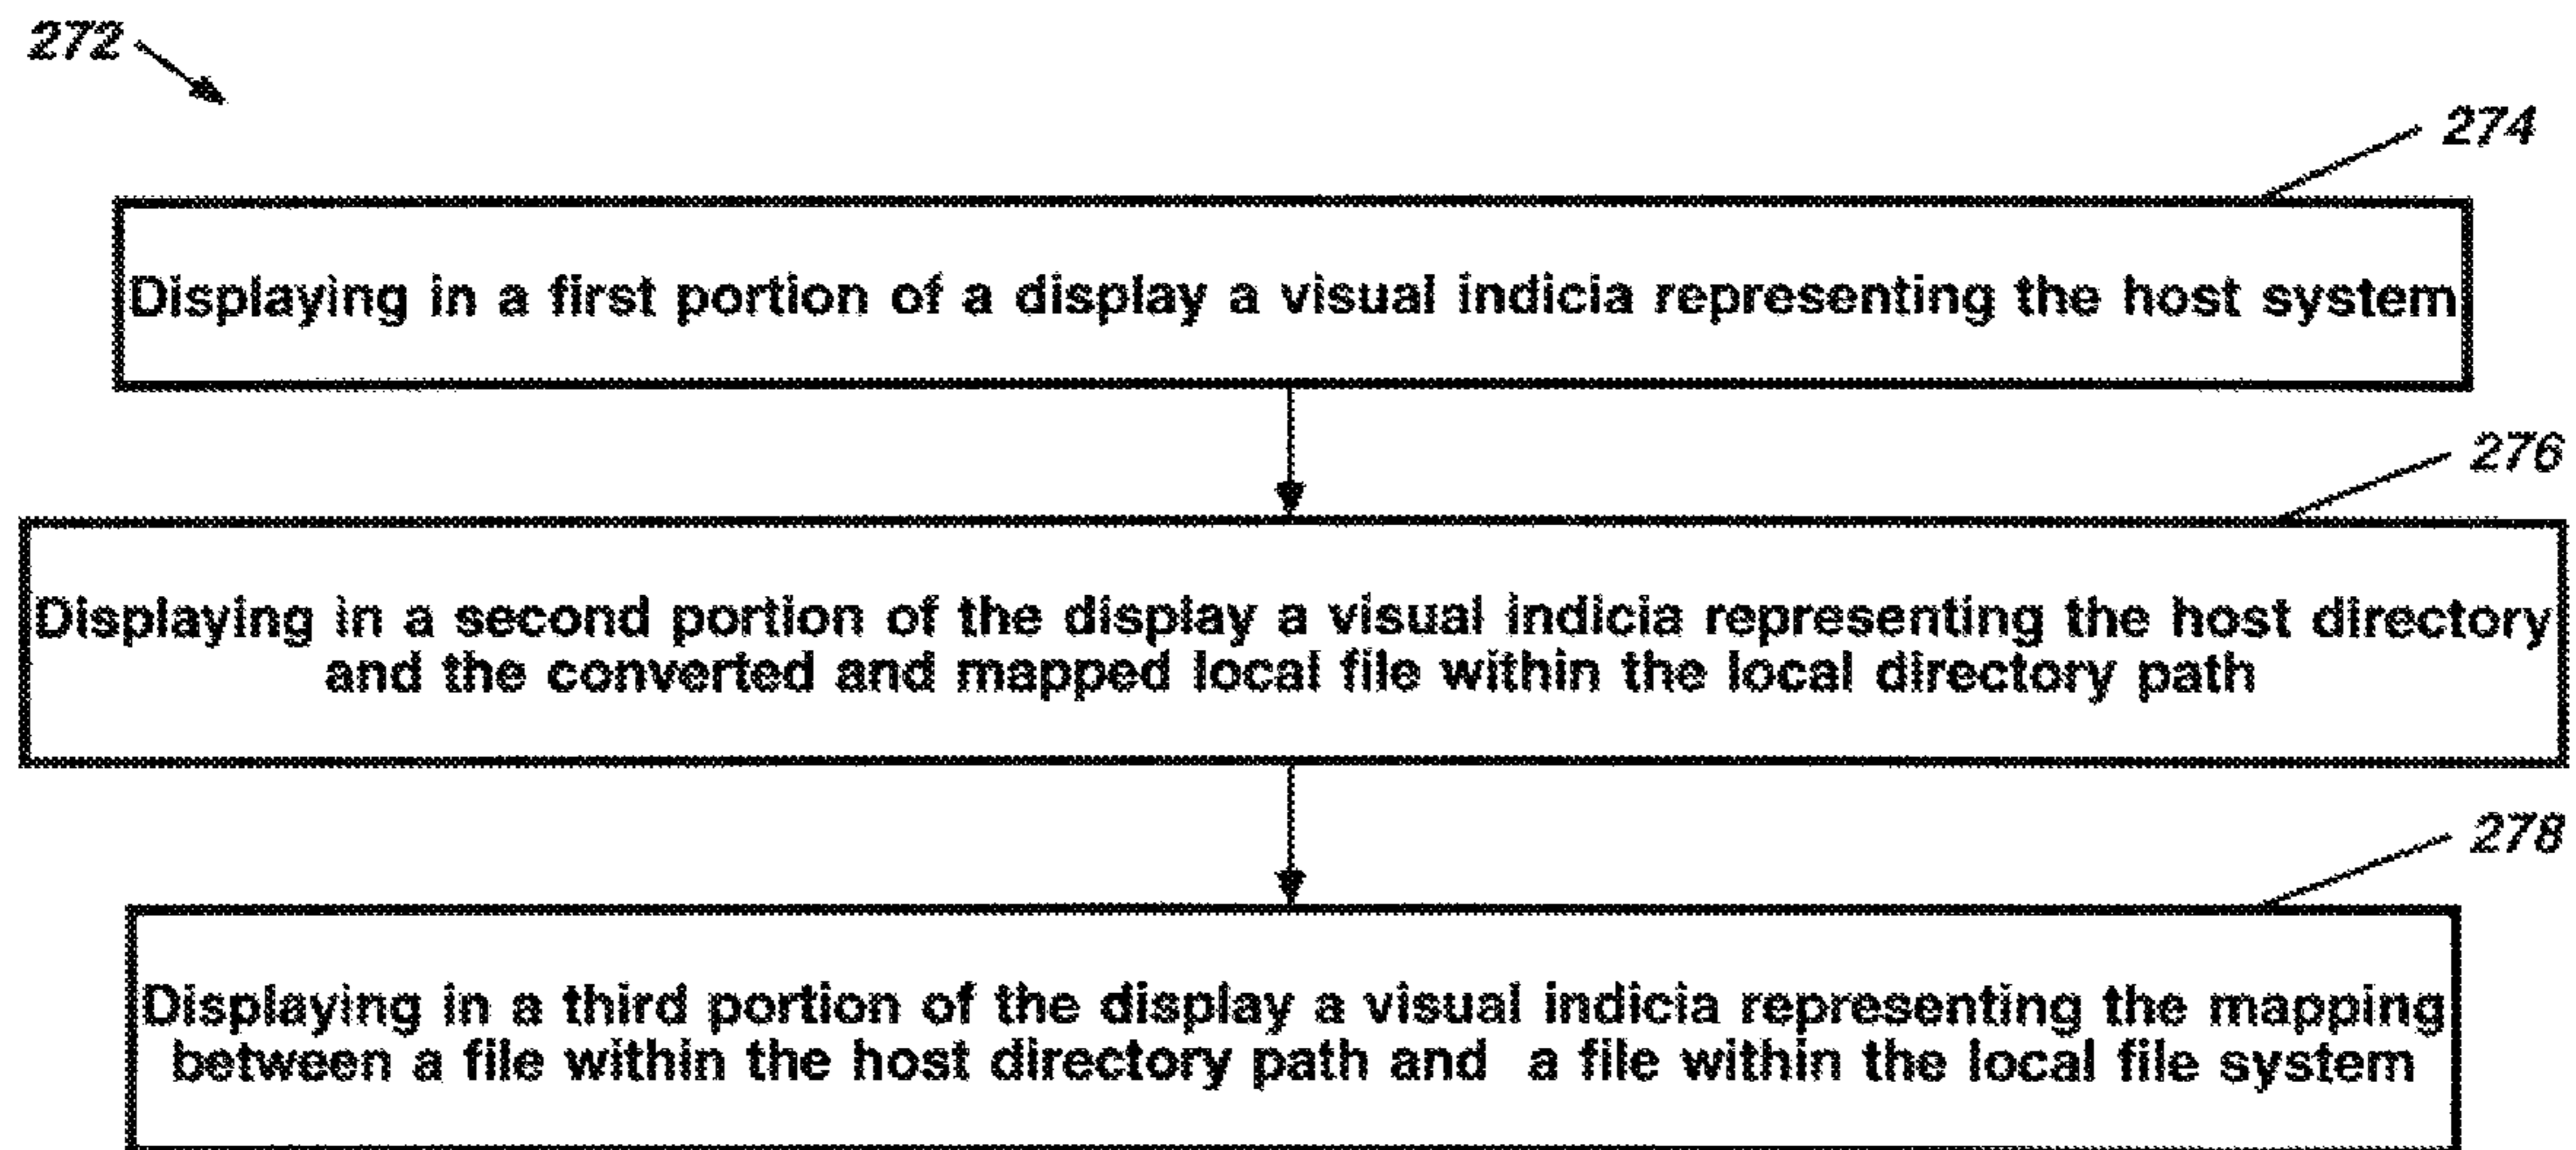 272
274
Displaying in a first portion of a display a visual indicia representing the host system
276
Displaying in a second portion of the display a visual indicia representing the host directory
and the converted and mapped local file within the local directory path
278
Displaying in a third portion of the display a visual indicia representing the mapping
between a file within the host directory path and a file within the local file system